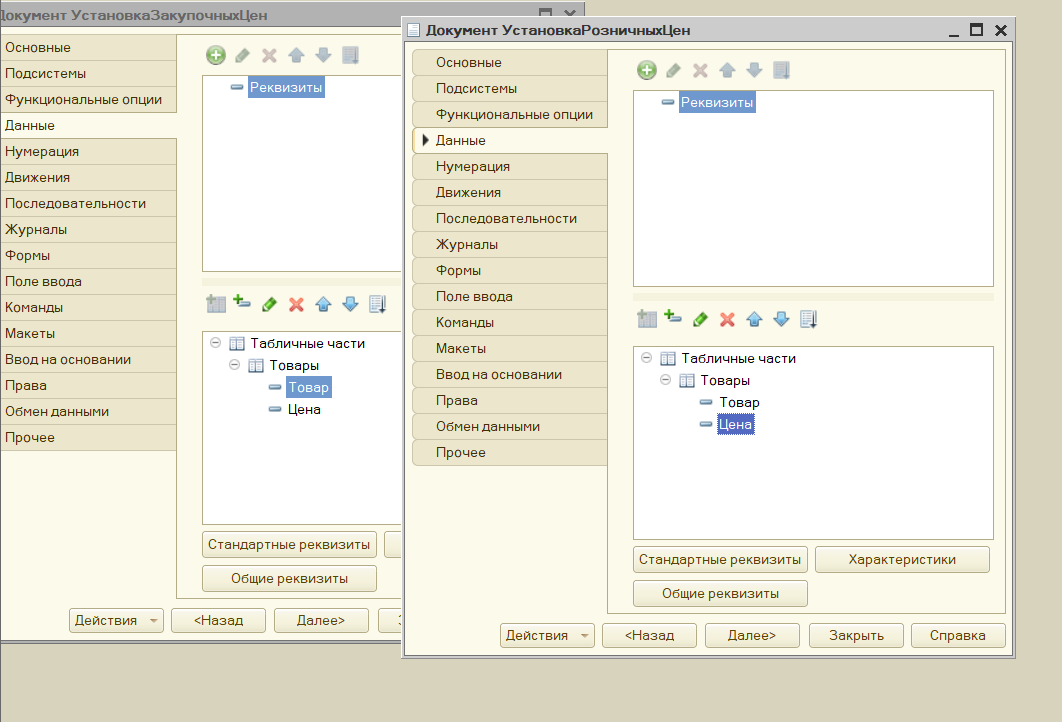 Документ УстановкаЗакупочныхЦен
Основные
Подсистемы
Функциональные опции
Данные
Нумерация
Движения
Последовательности
Журналы
Формы
Поле ввода
Команды
Макеты
Ввод на основании
Права
Обмен данными
Прочее
Реквизиты
Табличные части
Товары
Товар
Цена
Стандартные реквизиты
Общие реквизиты
Действия
<Назад
Далее>
Документ УстановкаРозничныхЦен
Основные
Подсистемы
Функциональные опции
Данные
Нумерация
Движения
Последовательности
Журналы
Формы
Поле ввода
Команды
Макеты
Ввод на основании
Права
Обмен данными
Прочее
Реквизиты
Табличные части
Товары
Товар
Цена
Стандартные реквизиты
Характеристики
Общие реквизиты
Действия
<Назад
Далее>
Закрыть
Справка